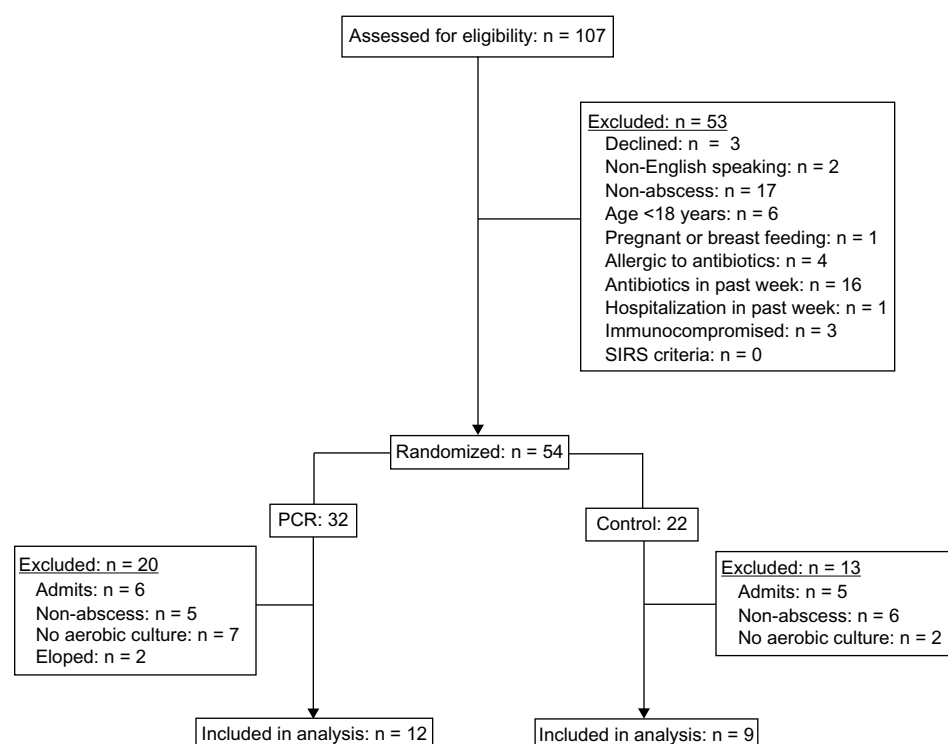 Assessed for eligibility: n = 107
Excluded: n = 53
Declined: n = 3
Non-English speaking: n = 2
Non-abscess: n = 17
Age <18 years: n = 6
Pregnant or breast feeding: n = 1
Allergic to antibiotics: n = 4
Antibiotics in past week: n = 16
Hospitalization in past week: n = 1
Immunocompromised: n = 3
SIRS criteria: n = 0
Randomized: n = 54
PCR: 32
Control: 22
Excluded: n = 20
Admits: n = 6
Non-abscess: n = 5
No aerobic culture: n = 7
Eloped: n = 2
Excluded: n = 13
Admits: n = 5
Non-abscess: n = 6
No aerobic culture: n = 2
Included in analysis: n = 12
Included in analysis: n = 9